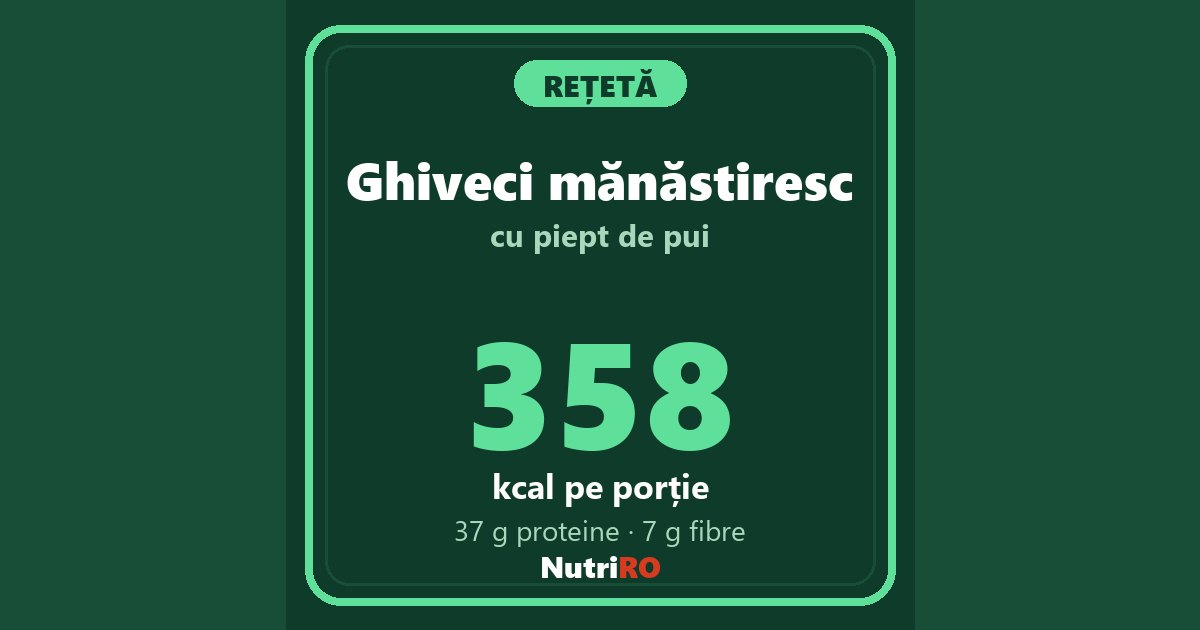 REȚETĂ
Ghiveci mănăstiresc
cu piept de pui
358
kcal pe porție
37 g proteine · 7 g fibre
NutriRO